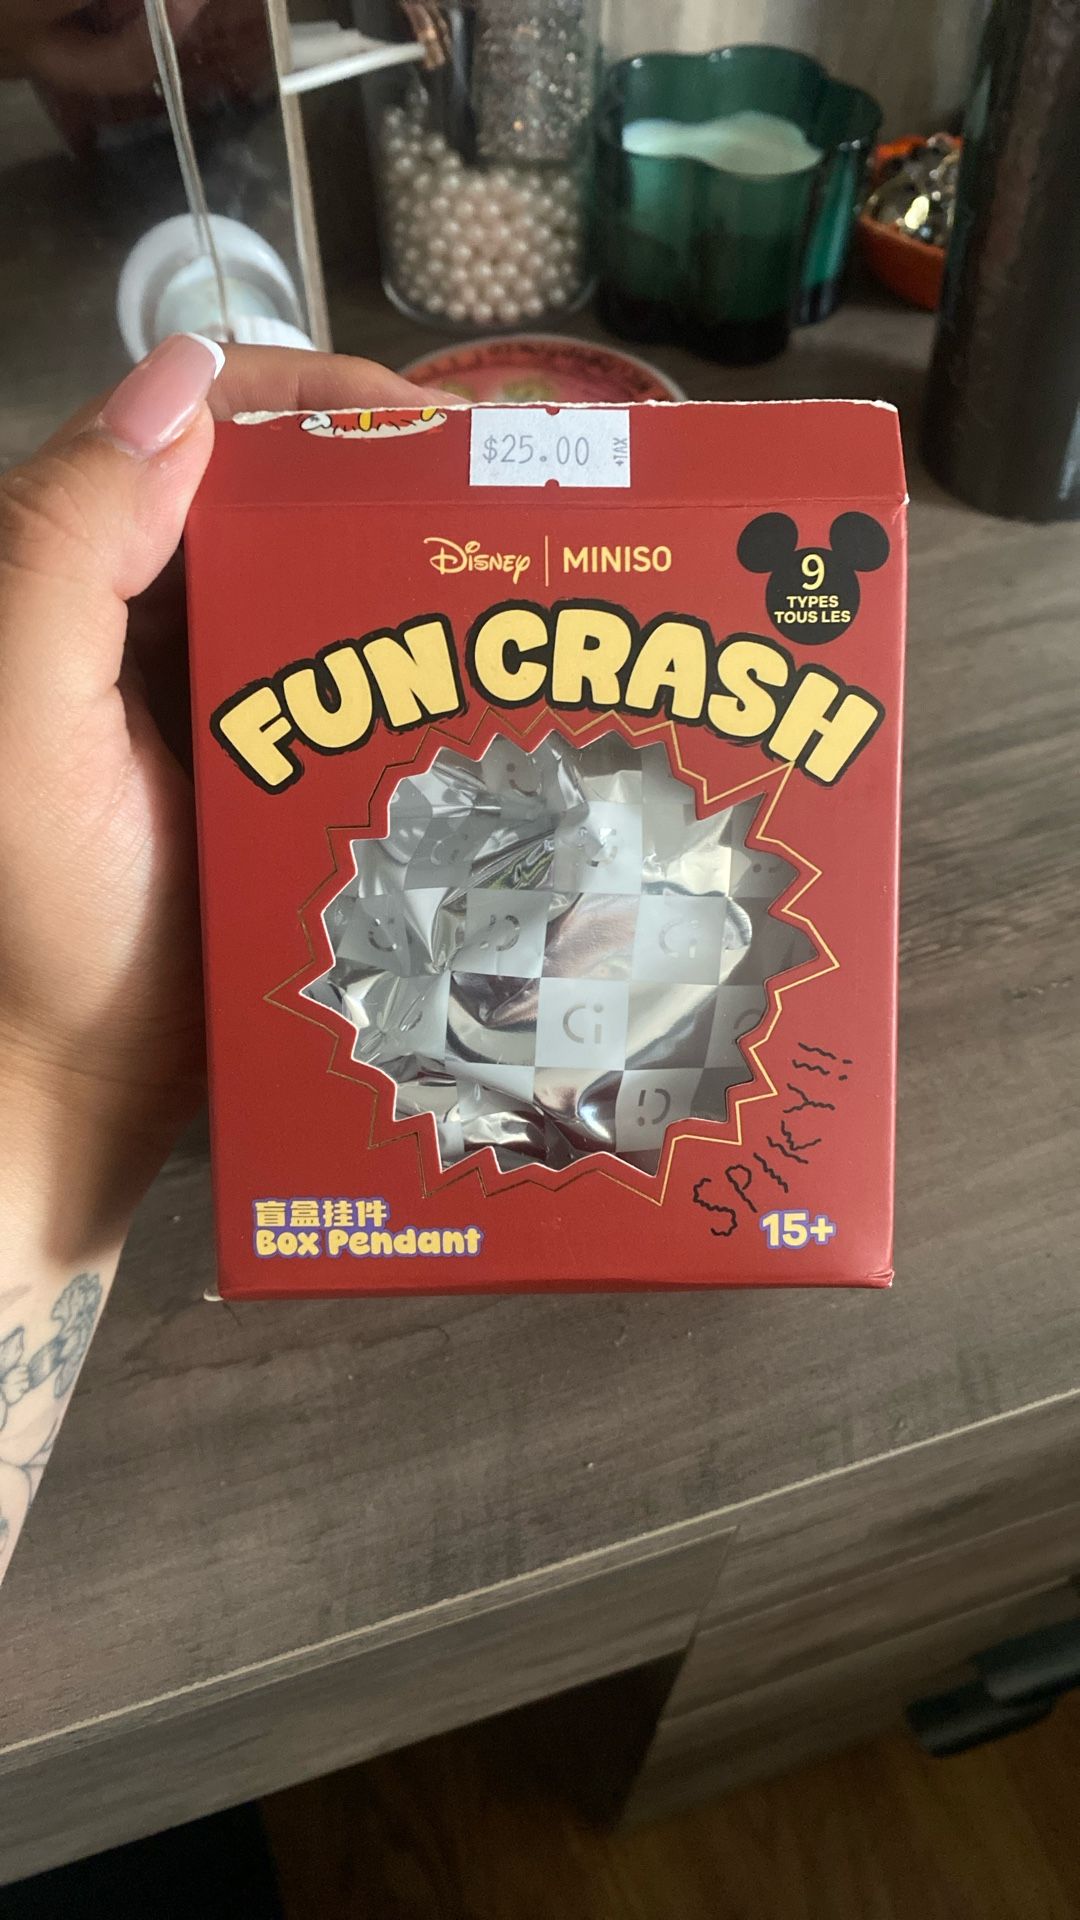 $25.00 +TAX
Disney | MINISO
9
TYPES
TOUS LES
FUN CRASH
SPIKY!!
盲盒挂件
Box Pendant
15+